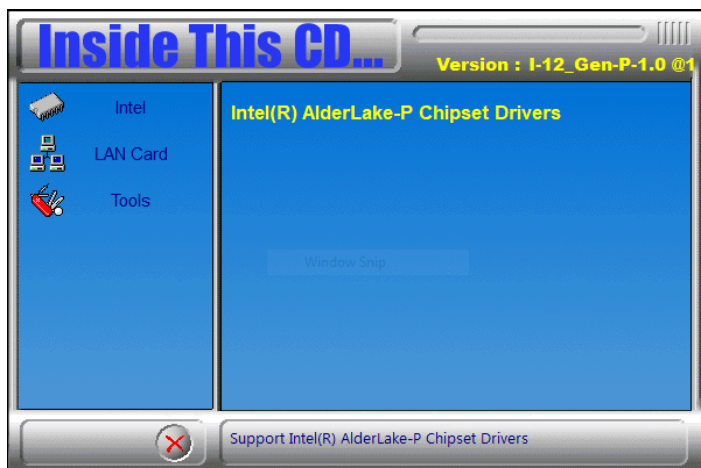 Inside This CD...
Version : I-12_Gen-P-1.0 @1
Intel
LAN Card
Tools
Intel(R) AlderLake-P Chipset Drivers
Window Snip
Support Intel(R) AlderLake-P Chipset Drivers